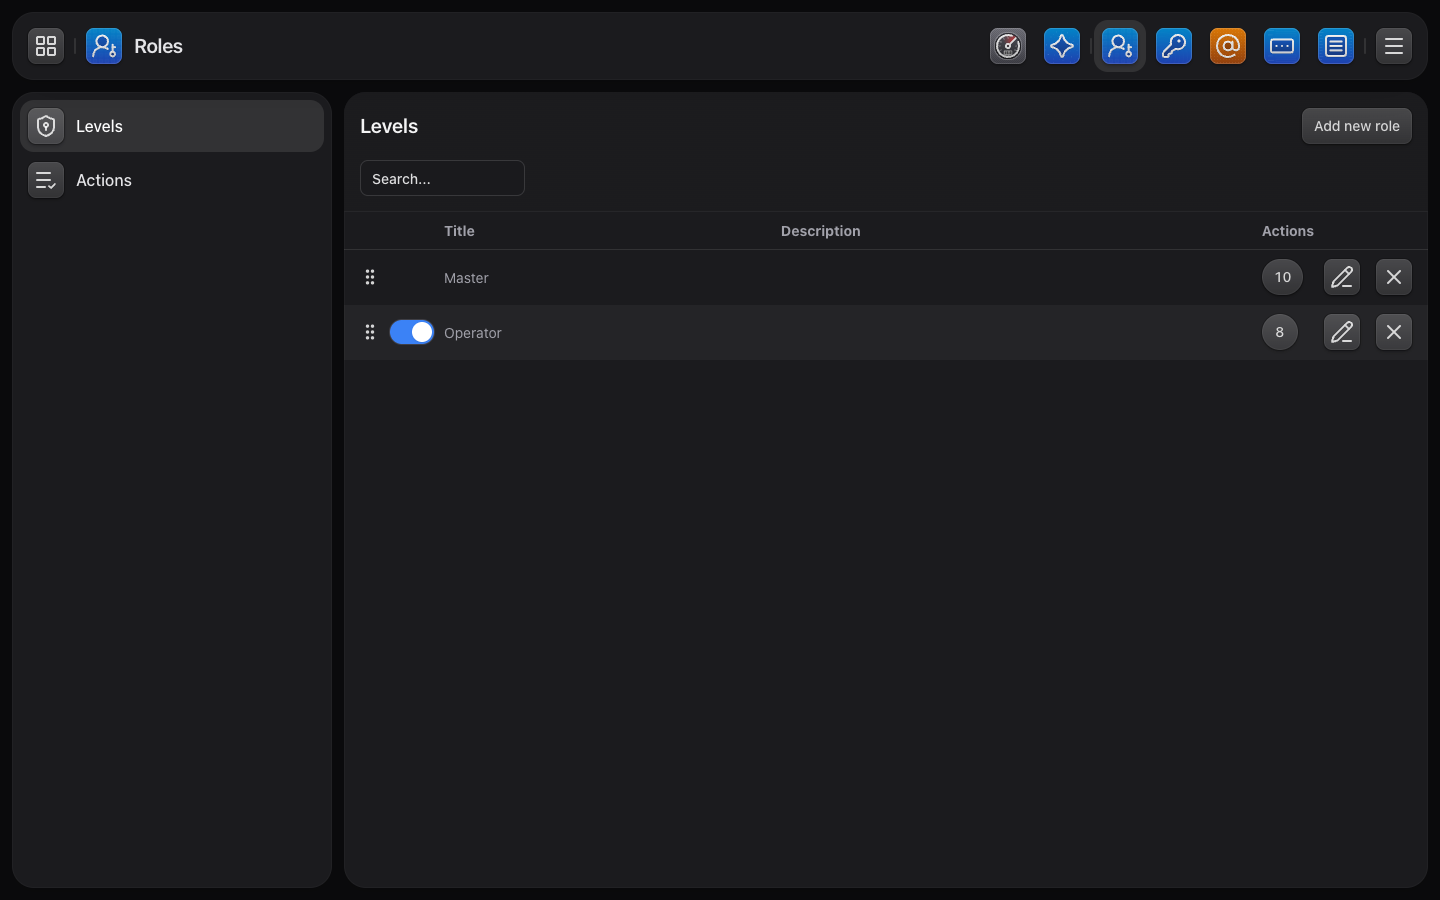 Roles
Levels
Actions
Levels
Add new role
Search...
Title Description Actions
Master 10
Operator 8